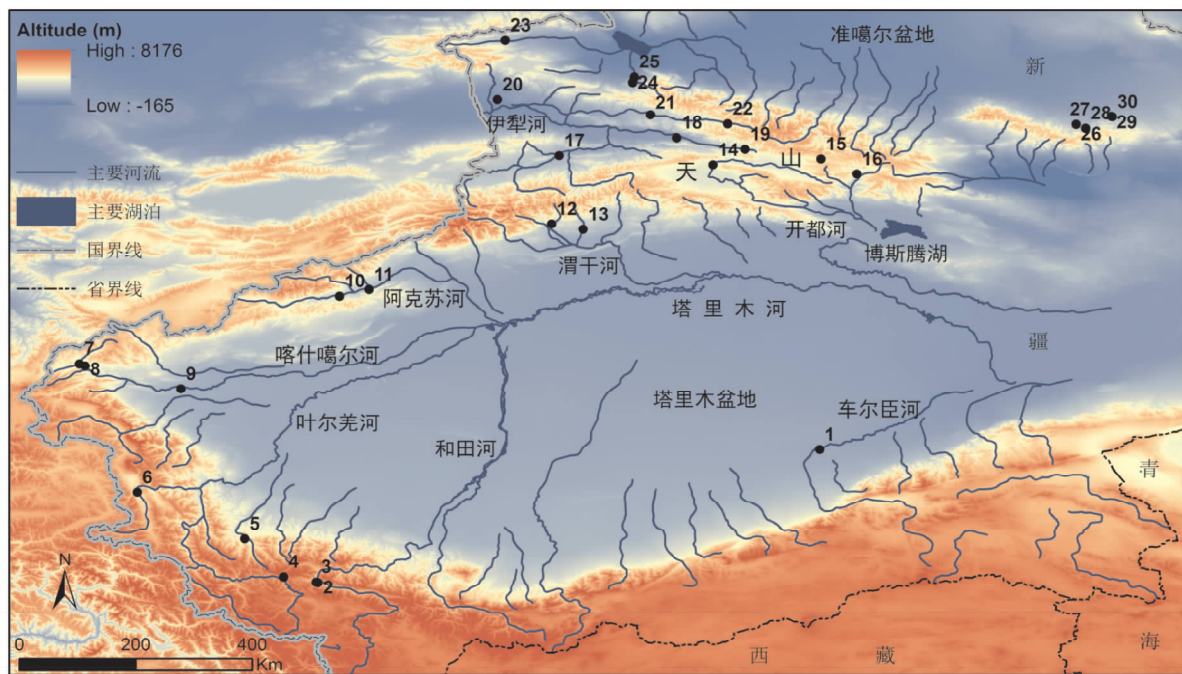 Altitude (m)
High : 8176
Low : -165
主要河流
主要湖泊
国界线
省界线
N
0 200 400
Km
23
准噶尔盆地
新
25
24
20
伊犁河
21
22
18
19
27 28 30
26 29
17
14
天
山
15
16
12
13
渭干河
开都河
博斯腾湖
10
11
阿克苏河
塔里木河
疆
7
8
喀什噶尔河
9
叶尔羌河
和田河
塔里木盆地
车尔臣河
1
青
6
5
4
3
2
西 藏
海